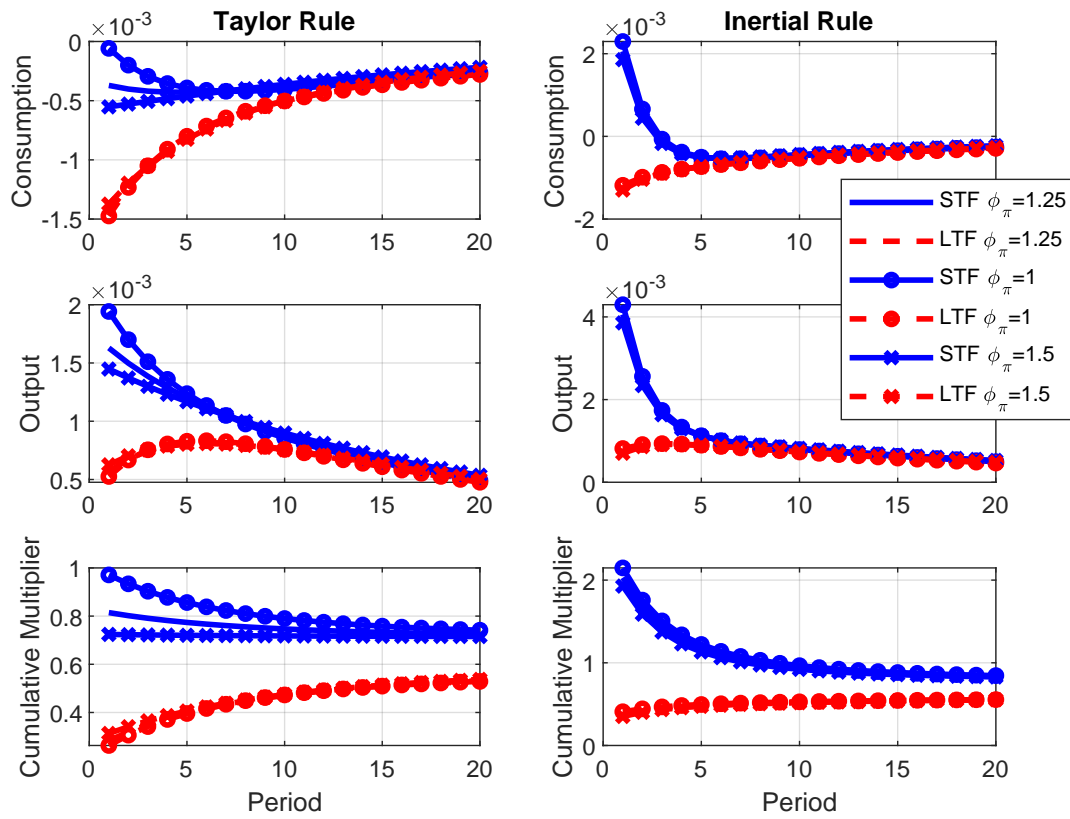 Taylor Rule
×10⁻³
0
-0.5
-1
-1.5
Consumption
0 5 10 15 20
Inertial Rule
×10⁻³
2
0
-2
Consumption
0 5 10 15 20
×10⁻³
2
1.5
1
0.5
Output
0 5 10 15 20
×10⁻³
4
2
0
Output
0 5 10 15 20
STF ϕ_π=1.25
LTF ϕ_π=1.25
STF ϕ_π=1
LTF ϕ_π=1
STF ϕ_π=1.5
LTF ϕ_π=1.5
1
0.8
0.6
0.4
Cumulative Multiplier
0 5 10 15 20
Period
2
1
0
Cumulative Multiplier
0 5 10 15 20
Period